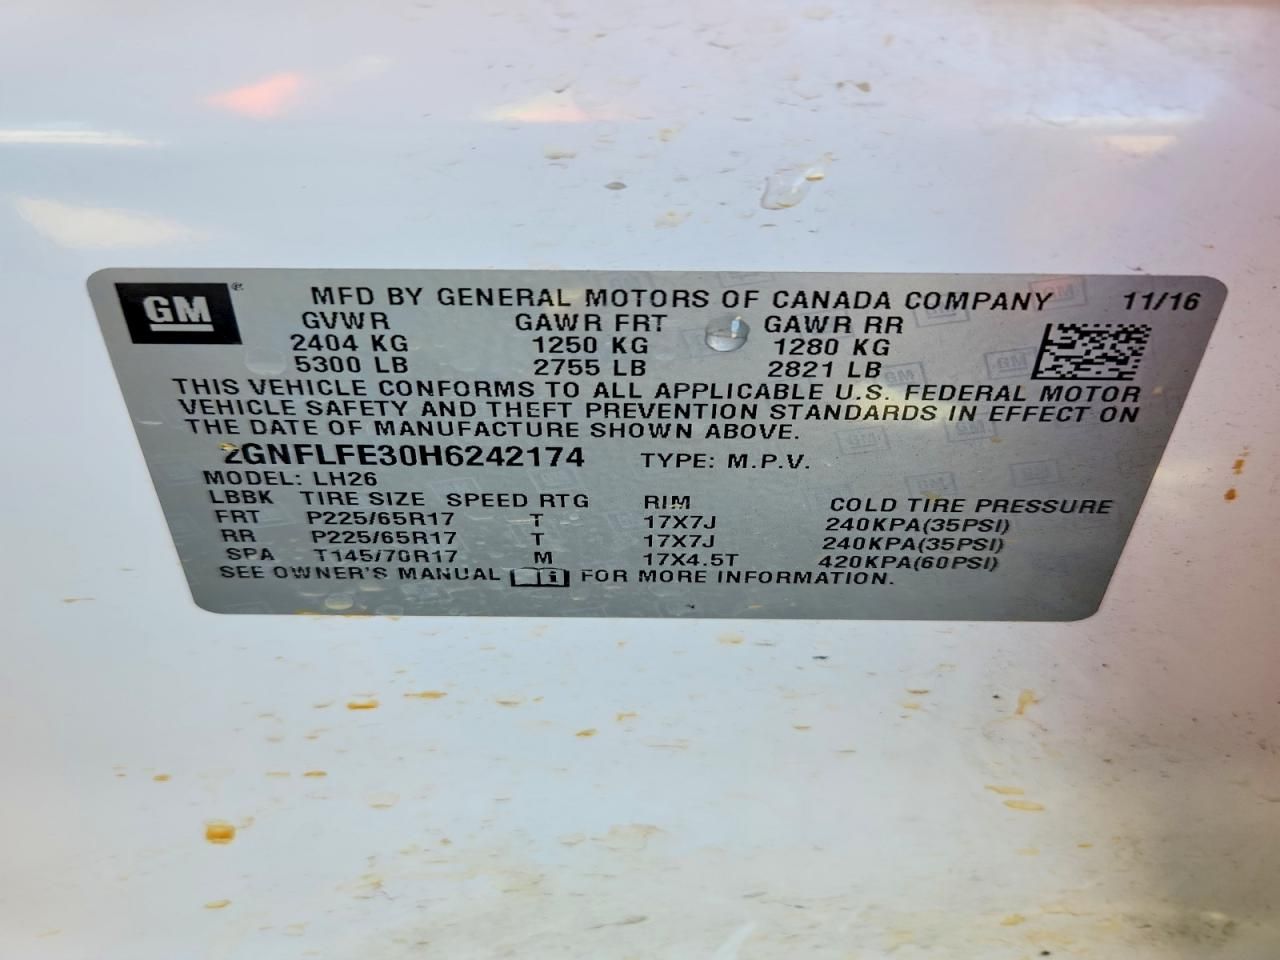 GM® MFD BY GENERAL MOTORS OF CANADA COMPANY 11/16
GVWR GAWR FRT GAWR RR
2404 KG 1250 KG 1280 KG
5300 LB 2755 LB 2821 LB
THIS VEHICLE CONFORMS TO ALL APPLICABLE U.S. FEDERAL MOTOR
VEHICLE SAFETY AND THEFT PREVENTION STANDARDS IN EFFECT ON
THE DATE OF MANUFACTURE SHOWN ABOVE.
2GNFLFE30H6242174 TYPE: M.P.V.
MODEL: LH26
LBBK TIRE SIZE SPEED RTG RIM COLD TIRE PRESSURE
FRT P225/65R17 T 17X7J 240KPA(35PSI)
RR P225/65R17 T 17X7J 240KPA(35PSI)
SPA T145/70R17 M 17X4.5T 420KPA(60PSI)
SEE OWNER'S MANUAL i FOR MORE INFORMATION.